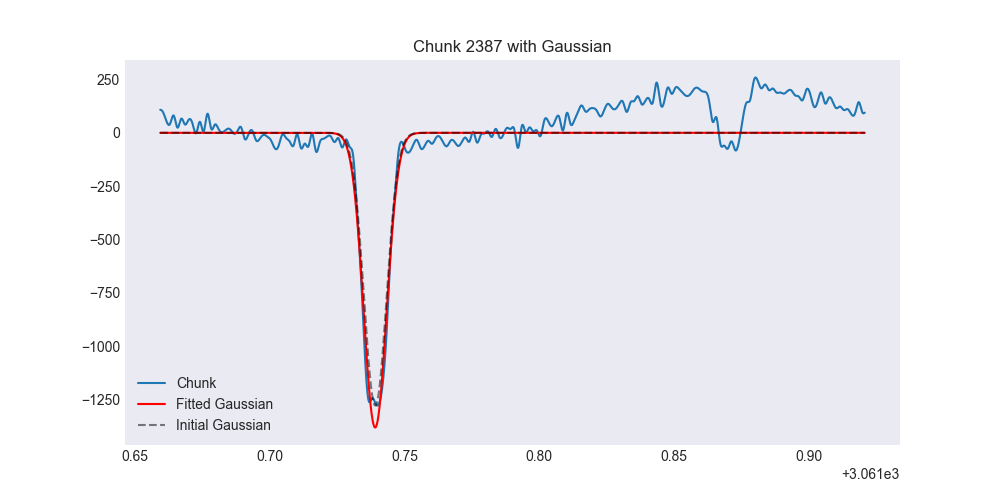 Chunk 2387 with Gaussian
250
0
−250
−500
−750
−1000
−1250
Chunk
Fitted Gaussian
Initial Gaussian
0.65 0.70 0.75 0.80 0.85 0.90
+3.061e3